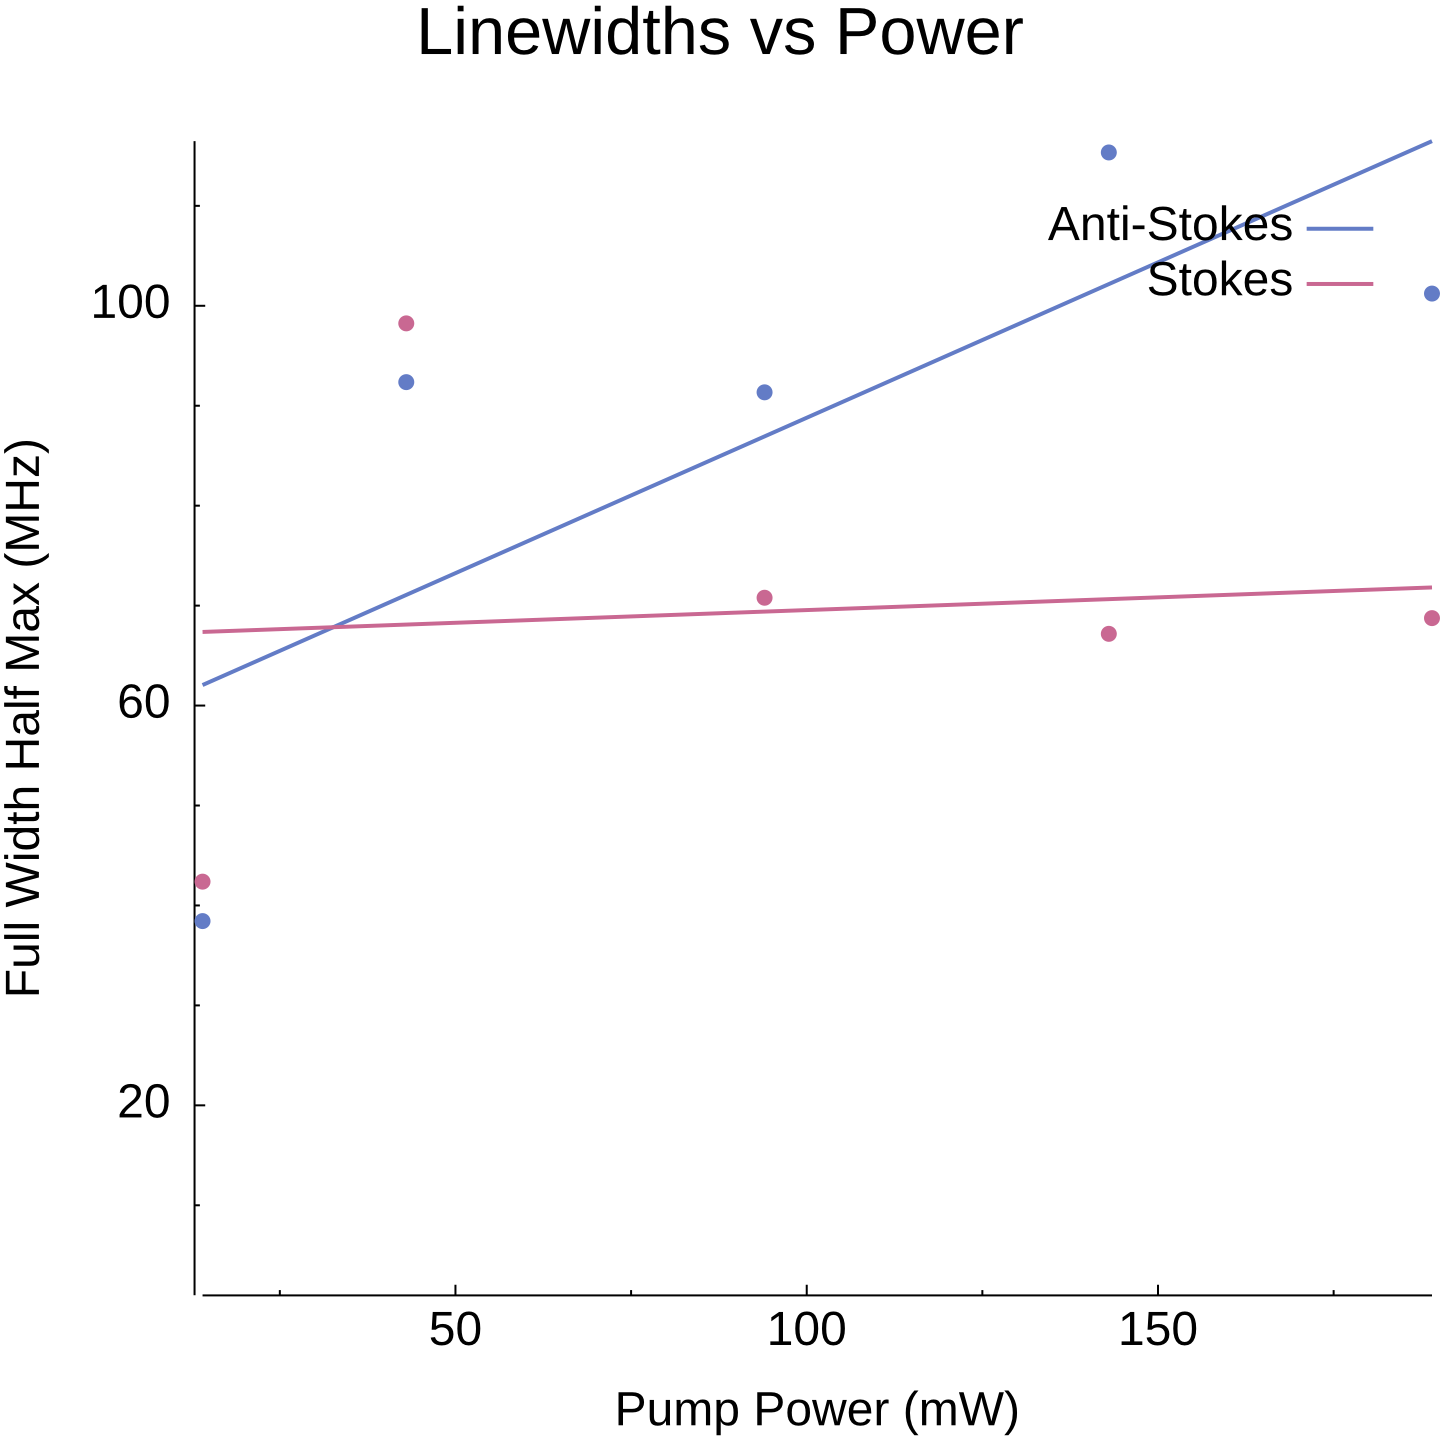 Linewidths vs Power
Anti-Stokes
Stokes
100
60
20
Full Width Half Max (MHz)
50
100
150
Pump Power (mW)